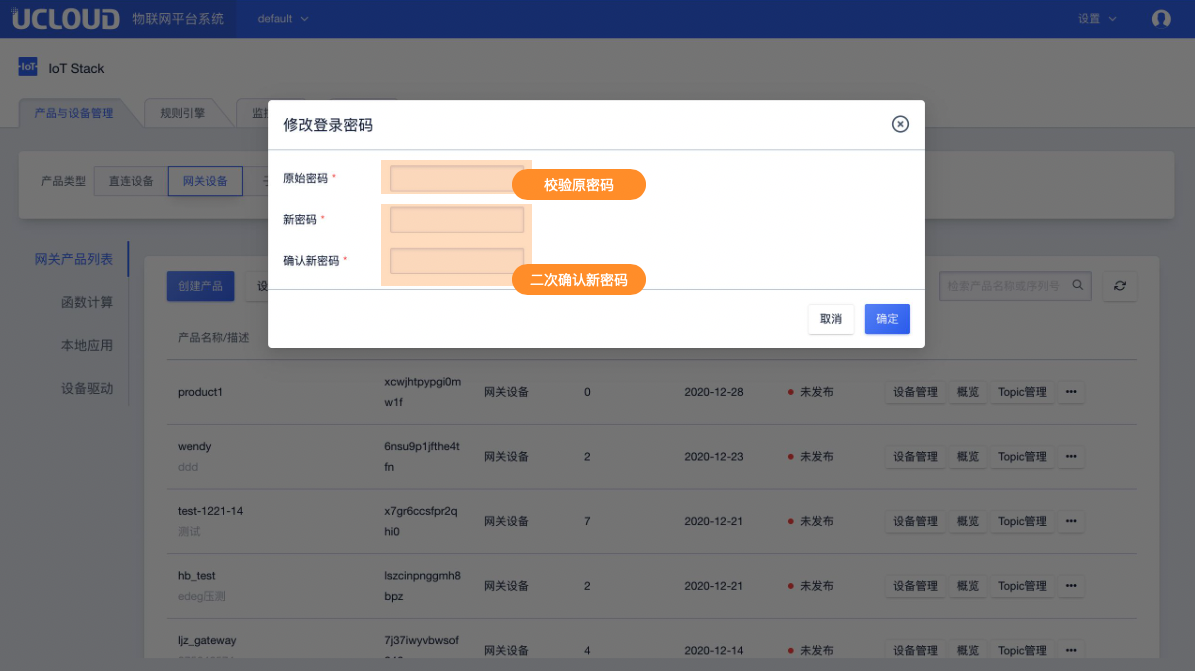 UCLOUD 物联网平台系统 default 设置
IoT IoT Stack
产品与设备管理 规则引擎
修改登录密码
原始密码 *
校验原密码
新密码 *
确认新密码 *
二次确认新密码
取消 确定
产品类型 直连设备 网关设备
网关产品列表
函数计算
本地应用
设备驱动
创建产品 检索产品名称或序列号
产品名称/描述
product1 xcwjhtpypgi0m 网关设备 0 2020-12-28 未发布 设备管理 概览 Topic管理 •••
w1f
wendy 6nsu9p1jfthe4t 网关设备 2 2020-12-23 未发布 设备管理 概览 Topic管理 •••
ddd fn
test-1221-14 x7gr6ccsfpr2q 网关设备 7 2020-12-21 未发布 设备管理 概览 Topic管理 •••
测试 hi0
hb_test lszcinpnggmh8 网关设备 2 2020-12-21 未发布 设备管理 概览 Topic管理 •••
edeg压测 bpz
ljz_gateway 7j37iwyvbwsof 网关设备 4 2020-12-14 未发布 设备管理 概览 Topic管理 •••